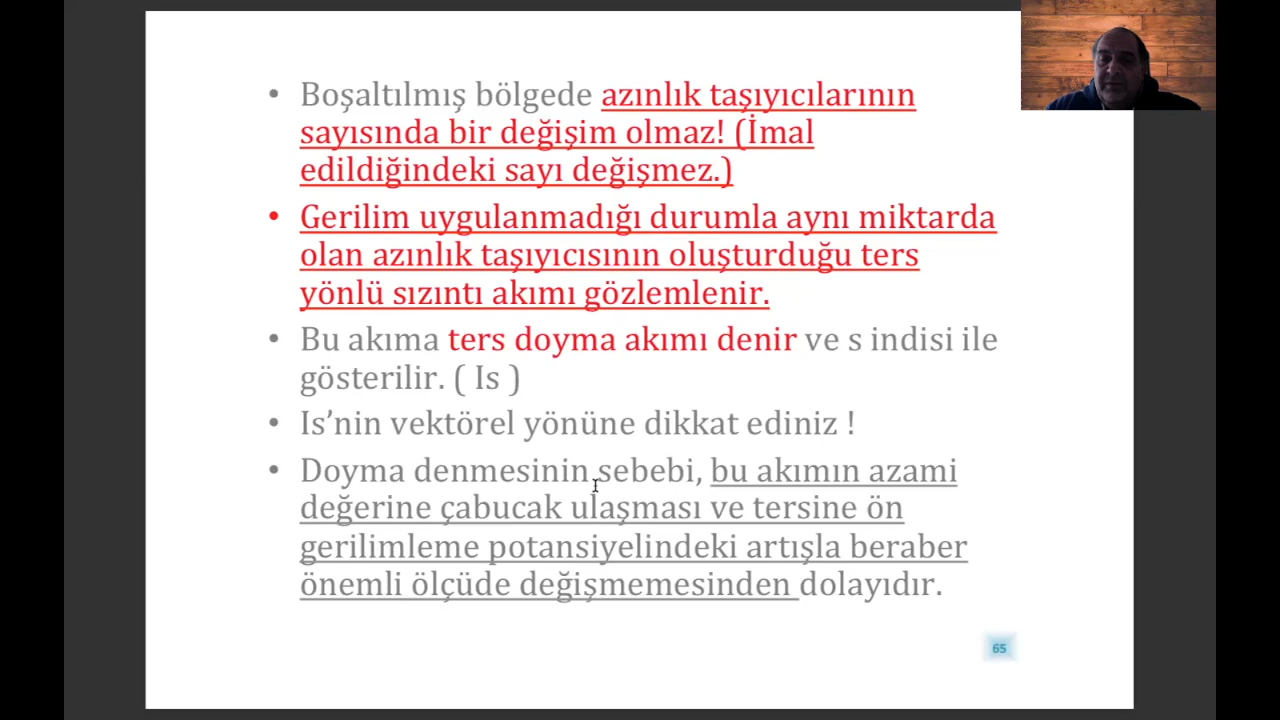 • Boşaltılmış bölgede azınlık taşıyıcılarının
sayısında bir değişim olmaz! (İmal
edildiğindeki sayı değişmez.)
• Gerilim uygulanmadığı durumla aynı miktarda
olan azınlık taşıyıcısının oluşturduğu ters
yönlü sızıntı akımı gözlemlenir.
• Bu akıma ters doyma akımı denir ve s indisi ile
gösterilir. ( Is )
• Is’nin vektörel yönüne dikkat ediniz !
• Doyma denmesinin sebebi, bu akımın azami
değerine çabucak ulaşması ve tersine ön
gerilimleme potansiyelindeki artışla beraber
önemli ölçüde değişmemesinden dolayıdır.
65